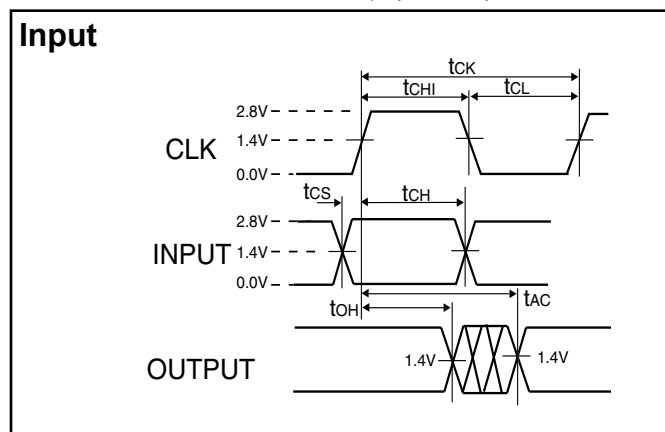 Input
tCK
tCHI
tCL
2.8V
CLK
1.4V
0.0V
tCS
tCH
2.8V
INPUT
1.4V
0.0V
tAC
tOH
1.4V
1.4V
OUTPUT